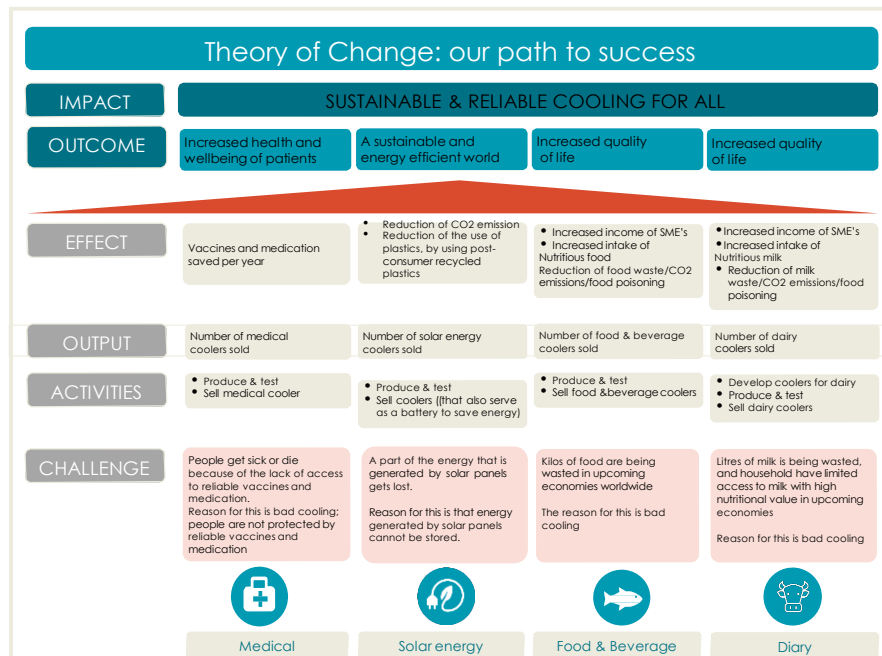 Theory of Change: our path to success
IMPACT
SUSTAINABLE & RELIABLE COOLING FOR ALL
OUTCOME
Increased health and
wellbeing of patients
A sustainable and
energy efficient world
Increased quality
of life
Increased quality
of life
EFFECT
Vaccines and medication
saved per year
• Reduction of CO2 emission
• Reduction of the use of
plastics, by using post-
consumer recycled
plastics
• Increased income of SME's
• Increased intake of
Nutritious food
Reduction of food waste/CO2
emissions/food poisoning
• Increased income of SME's
• Increased intake of
Nutritious milk
• Reduction of milk
waste/CO2 emissions/food
poisoning
OUTPUT
Number of medical
coolers sold
Number of solar energy
coolers sold
Number of food & beverage
coolers sold
Number of dairy
coolers sold
ACTIVITIES
• Produce & test
• Sell medical cooler
• Produce & test
• Sell coolers ((that also serve
as a battery to save energy)
• Produce & test
• Sell food &beverage coolers
• Develop coolers for dairy
• Produce & test
• Sell dairy coolers
CHALLENGE
People get sick or die
because of the lack of access
to reliable vaccines and
medication.
Reason for this is bad cooling;
people are not protected by
reliable vaccines and
medication
A part of the energy that is
generated by solar panels
gets lost.
Reason for this is that energy
generated by solar panels
cannot be stored.
Kilos of food are being
wasted in upcoming
economies worldwide
The reason for this is bad
cooling
Litres of milk is being wasted,
and household have limited
access to milk with high
nutritional value in upcoming
economies
Reason for this is bad cooling
Medical
Solar energy
Food & Beverage
Diary